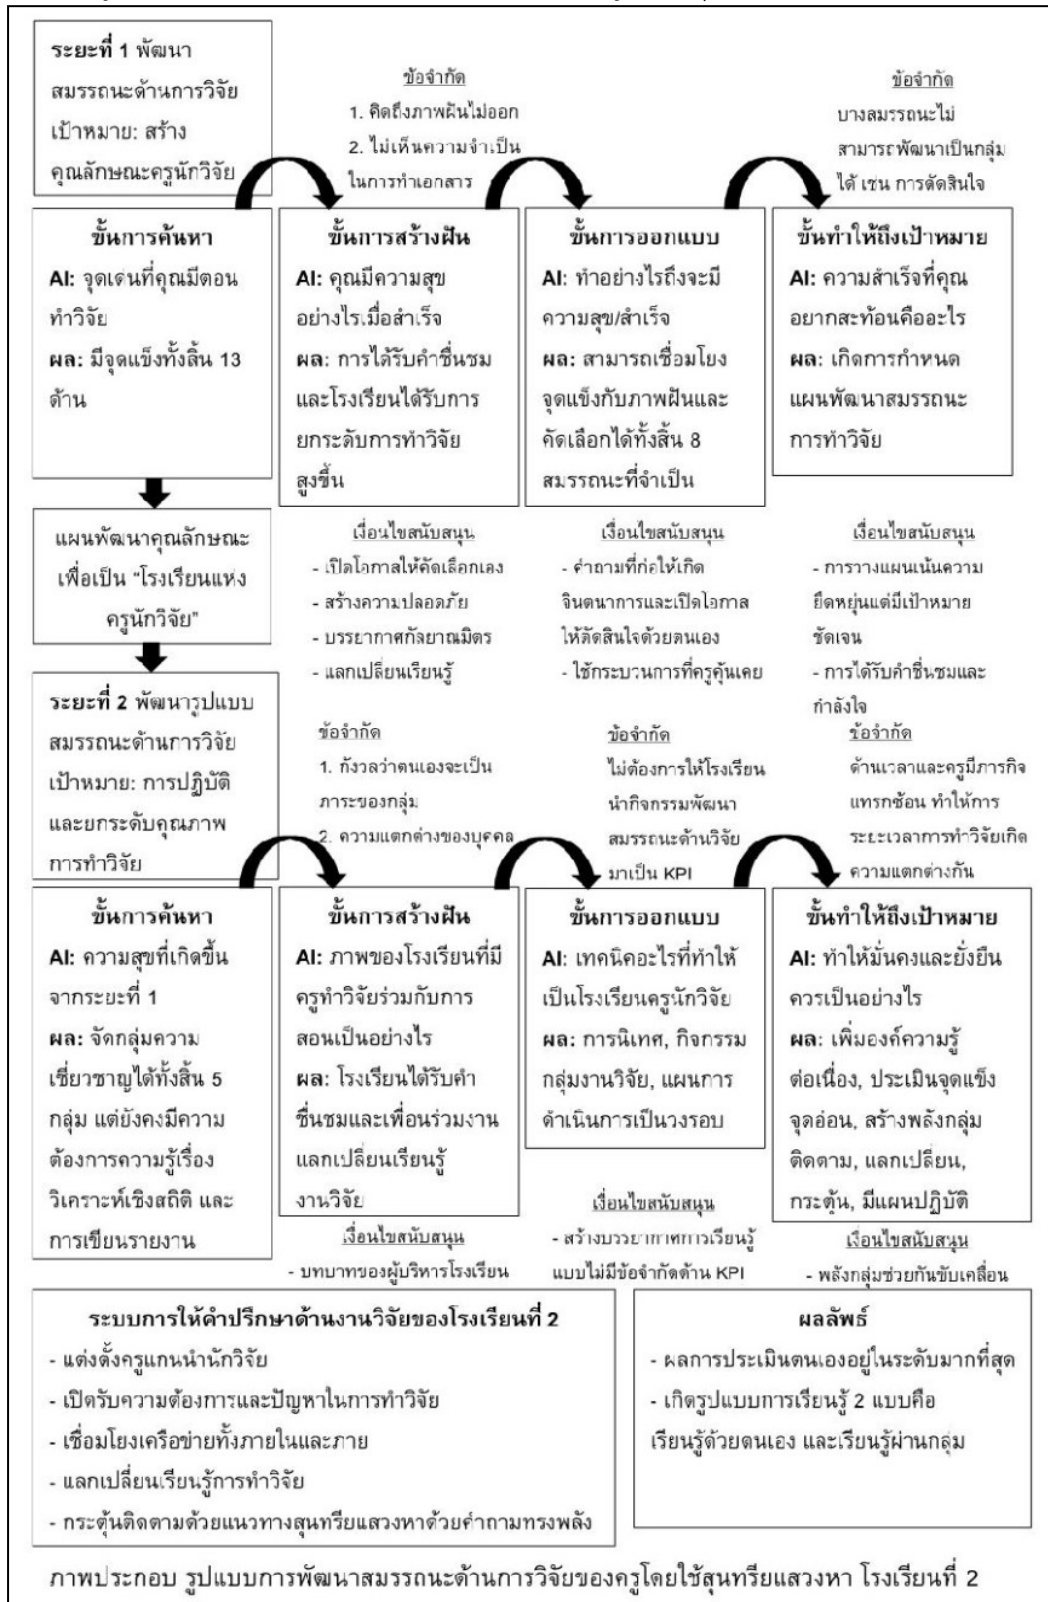 ระยะที่ 1 พัฒนา
สมรรถนะด้านการวิจัย
เป้าหมาย: สร้าง
คุณลักษณะครูนักวิจัย
ข้อจำกัด
1. คิดถึงภาพฝันไม่ออก
2. ไม่เห็นความจำเป็น
ในการทำเอกสาร
ข้อจำกัด
บางสมรรถนะไม่
สามารถพัฒนาเป็นกลุ่ม
ได้ เช่น การตัดสินใจ
ขั้นการค้นหา
AI: จุดเด่นที่คุณมีตอน
ทำวิจัย
ผล: มีจุดแข็งทั้งสิ้น 13
ด้าน
ขั้นการสร้างฝัน
AI: คุณมีความสุข
อย่างไรเมื่อสำเร็จ
ผล: การได้รับคำชื่นชม
และโรงเรียนได้รับการ
ยกระดับการทำวิจัย
สูงขึ้น
ขั้นการออกแบบ
AI: ทำอย่างไรถึงจะมี
ความสุข/สำเร็จ
ผล: สามารถเชื่อมโยง
จุดแข็งกับภาพฝันและ
คัดเลือกได้ทั้งสิ้น 8
สมรรถนะที่จำเป็น
ขั้นทำให้ถึงเป้าหมาย
AI: ความสำเร็จที่คุณ
อยากสะท้อนคืออะไร
ผล: เกิดการกำหนด
แผนพัฒนาสมรรถนะ
การทำวิจัย
แผนพัฒนาคุณลักษณะ
เพื่อเป็น "โรงเรียนแห่ง
ครูนักวิจัย"
เงื่อนไขสนับสนุน
- เปิดโอกาสให้คัดเลือกเอง
- สร้างความปลอดภัย
- บรรยากาศกัลยาณมิตร
- แลกเปลี่ยนเรียนรู้
เงื่อนไขสนับสนุน
- คำถามที่ก่อให้เกิด
จินตนาการและเปิดโอกาส
ให้ตัดสินใจด้วยตนเอง
- ใช้กระบวนการที่ครูคุ้นเคย
เงื่อนไขสนับสนุน
- การวางแผนเน้นความ
ยืดหยุ่นแต่มีเป้าหมาย
ชัดเจน
- การได้รับคำชื่นชมและ
กำลังใจ
ระยะที่ 2 พัฒนารูปแบบ
สมรรถนะด้านการวิจัย
เป้าหมาย: การปฏิบัติ
และยกระดับคุณภาพ
การทำวิจัย
ข้อจำกัด
1. กังวลว่าตนเองจะเป็น
ภาระของกลุ่ม
2. ความแตกต่างของบุคคล
ข้อจำกัด
ไม่ต้องการให้โรงเรียน
นำกิจกรรมพัฒนา
สมรรถนะด้านวิจัย
มาเป็น KPI
ข้อจำกัด
ด้านเวลาและครูมีภารกิจ
แทรกซ้อน ทำให้การ
ระยะเวลาการทำวิจัยเกิด
ความแตกต่างกัน
ขั้นการค้นหา
AI: ความสุขที่เกิดขึ้น
จากระยะที่ 1
ผล: จัดกลุ่มความ
เชี่ยวชาญได้ทั้งสิ้น 5
กลุ่ม แต่ยังคงมีความ
ต้องการความรู้เรื่อง
วิเคราะห์เชิงสถิติ และ
การเขียนรายงาน
ขั้นการสร้างฝัน
AI: ภาพของโรงเรียนที่มี
ครูทำวิจัยร่วมกับการ
สอนเป็นอย่างไร
ผล: โรงเรียนได้รับคำ
ชื่นชมและเพื่อนร่วมงาน
แลกเปลี่ยนเรียนรู้
งานวิจัย
ขั้นการออกแบบ
AI: เทคนิคอะไรที่ทำให้
เป็นโรงเรียนครูนักวิจัย
ผล: การนิเทศ, กิจกรรม
กลุ่มงานวิจัย, แผนการ
ดำเนินการเป็นวงรอบ
ขั้นทำให้ถึงเป้าหมาย
AI: ทำให้มั่นคงและยั่งยืน
ควรเป็นอย่างไร
ผล: เพิ่มองค์ความรู้
ต่อเนื่อง, ประเมินจุดแข็ง
จุดอ่อน, สร้างพลังกลุ่ม
ติดตาม, แลกเปลี่ยน,
กระตุ้น, มีแผนปฏิบัติ
เงื่อนไขสนับสนุน
- บทบาทของผู้บริหารโรงเรียน
เงื่อนไขสนับสนุน
- สร้างบรรยากาศการเรียนรู้
แบบไม่มีข้อจำกัดด้าน KPI
เงื่อนไขสนับสนุน
- พลังกลุ่มช่วยกันขับเคลื่อน
ระบบการให้คำปรึกษาด้านงานวิจัยของโรงเรียนที่ 2
- แต่งตั้งครูแกนนำนักวิจัย
- เปิดรับความต้องการและปัญหาในการทำวิจัย
- เชื่อมโยงเครือข่ายทั้งภายในและภาย
- แลกเปลี่ยนเรียนรู้การทำวิจัย
- กระตุ้นติดตามด้วยแนวทางสุนทรียแสวงหาด้วยคำถามทรงพลัง
ผลลัพธ์
- ผลการประเมินตนเองอยู่ในระดับมากที่สุด
- เกิดรูปแบบการเรียนรู้ 2 แบบคือ
เรียนรู้ด้วยตนเอง และเรียนรู้ผ่านกลุ่ม
ภาพประกอบ รูปแบบการพัฒนาสมรรถนะด้านการวิจัยของครูโดยใช้สุนทรียแสวงหา โรงเรียนที่ 2